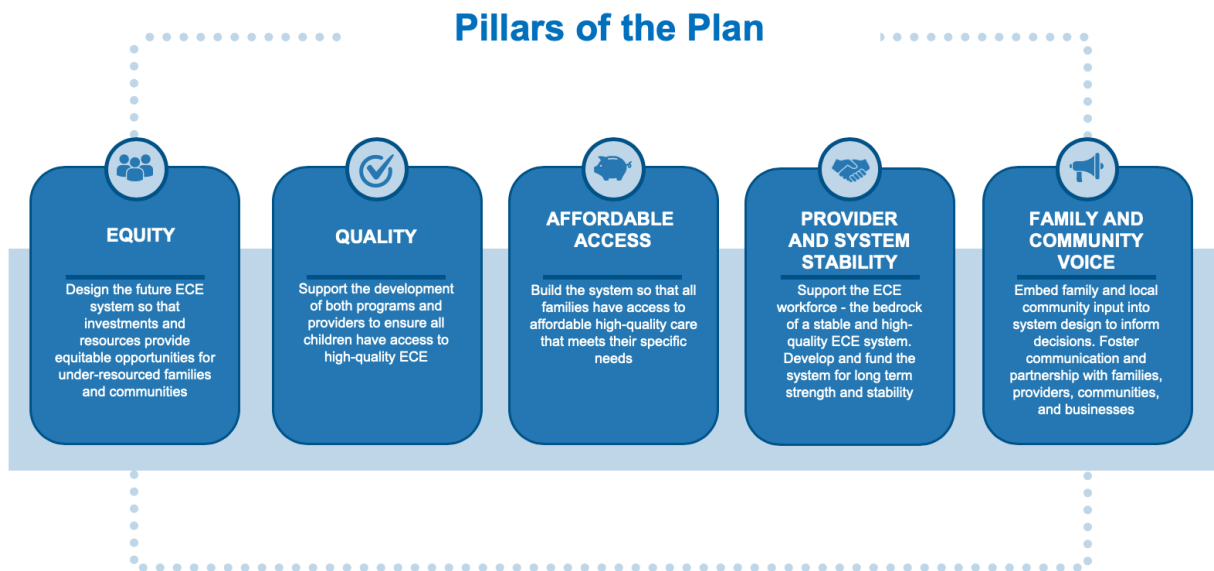 Pillars of the Plan
EQUITY
Design the future ECE
system so that
investments and
resources provide
equitable opportunities for
under-resourced families
and communities
QUALITY
Support the development
of both programs and
providers to ensure all
children have access to
high-quality ECE
AFFORDABLE
ACCESS
Build the system so that all
families have access to
affordable high-quality care
that meets their specific
needs
PROVIDER
AND SYSTEM
STABILITY
Support the ECE
workforce - the bedrock
of a stable and high-
quality ECE system.
Develop and fund the
system for long term
strength and stability
FAMILY AND
COMMUNITY
VOICE
Embed family and local
community input into
system design to inform
decisions. Foster
communication and
partnership with families,
providers, communities,
and businesses